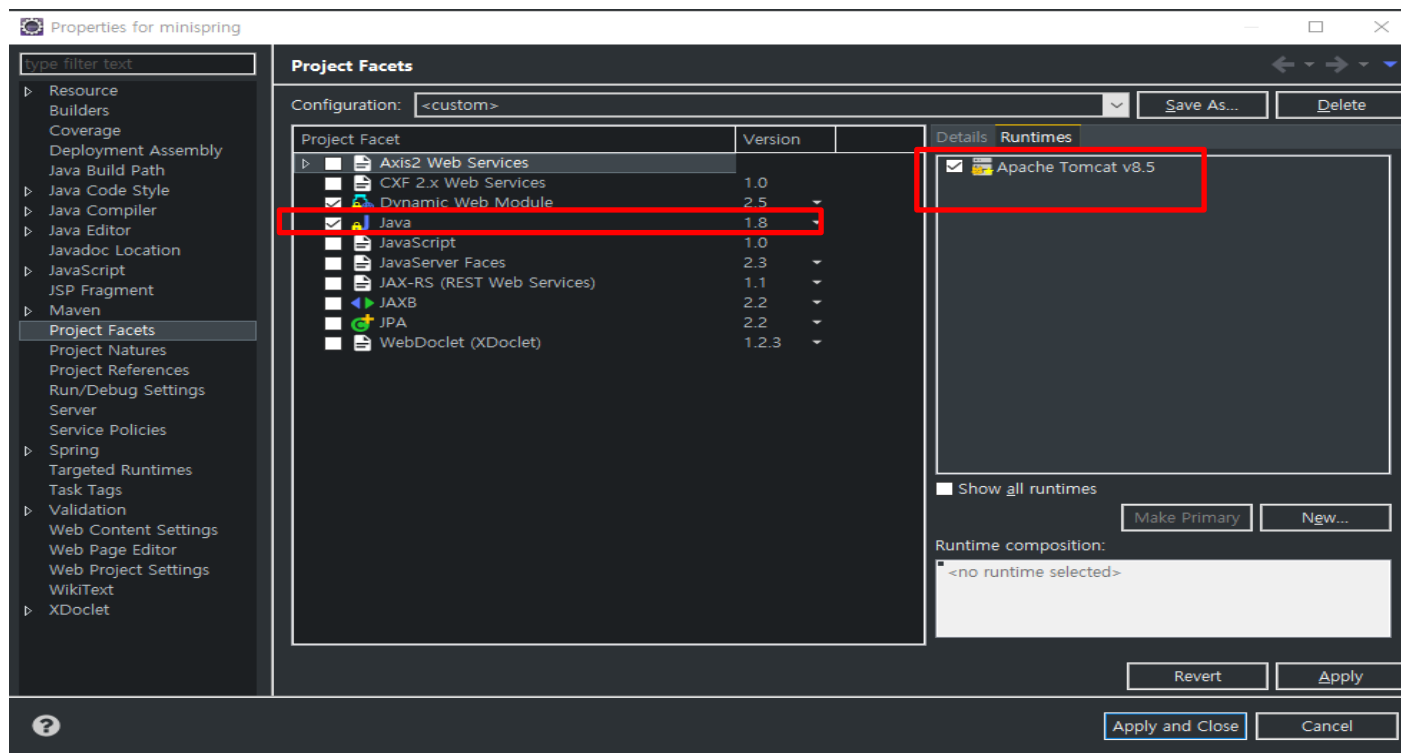 Properties for minispring
type filter text
Resource
Builders
Coverage
Deployment Assembly
Java Build Path
Java Code Style
Java Compiler
Java Editor
Javadoc Location
JavaScript
JSP Fragment
Maven
Project Facets
Project Natures
Project References
Run/Debug Settings
Server
Service Policies
Spring
Targeted Runtimes
Task Tags
Validation
Web Content Settings
Web Page Editor
Web Project Settings
WikiText
XDoclet
Project Facets
Configuration: <custom> Save As... Delete
Project Facet Version
Axis2 Web Services
CXF 2.x Web Services 1.0
Dynamic Web Module 2.5
Java 1.8
JavaScript 1.0
JavaServer Faces 2.3
JAX-RS (REST Web Services) 1.1
JAXB 2.2
JPA 2.2
WebDoclet (XDoclet) 1.2.3
Details Runtimes
Apache Tomcat v8.5
Show all runtimes
Make Primary New...
Runtime composition:
<no runtime selected>
Revert Apply
Apply and Close Cancel